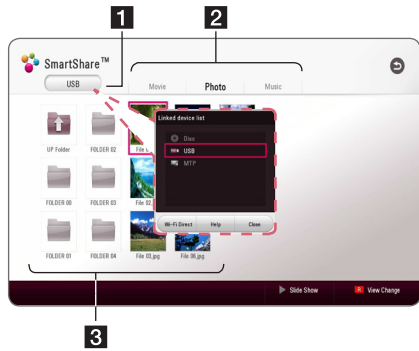 1
2
SmartShare™
USB
Movie
Photo
Music
Linked device list
Disc
USB
MTP
Wi-Fi Direct
Help
Close
UP Folder
FOLDER 02
FOLDER 00
FOLDER 03
File 02.
FOLDER 01
FOLDER 04
File 03.jpg
File 06.jpg
Slide Show
R View Change
3